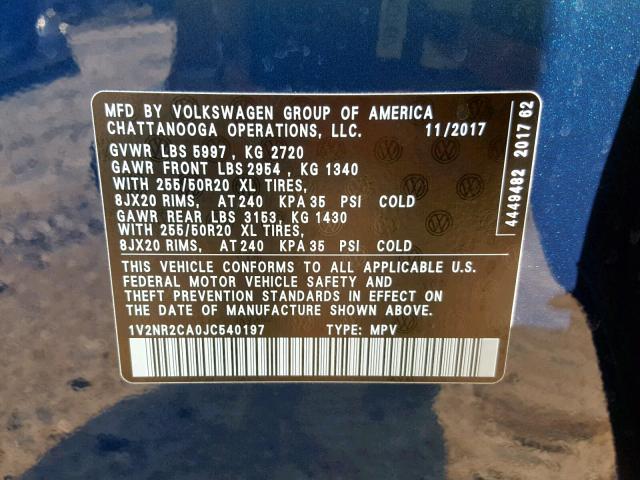 MFD BY VOLKSWAGEN GROUP OF AMERICA
CHATTANOOGA OPERATIONS, LLC. 11/2017
GVWR LBS 5997 , KG 2720
GAWR FRONT LBS 2954 , KG 1340
WITH 255/50R20 XL TIRES,
8JX20 RIMS, AT 240 KPA 35 PSI COLD
GAWR REAR LBS 3153, KG 1430
WITH 255/50R20 XL TIRES,
8JX20 RIMS, AT 240 KPA 35 PSI COLD
THIS VEHICLE CONFORMS TO ALL APPLICABLE U.S.
FEDERAL MOTOR VEHICLE SAFETY AND
THEFT PREVENTION STANDARDS IN EFFECT ON
THE DATE OF MANUFACTURE SHOWN ABOVE.
1V2NR2CA0JC540197 TYPE: MPV
4449482 2017 62